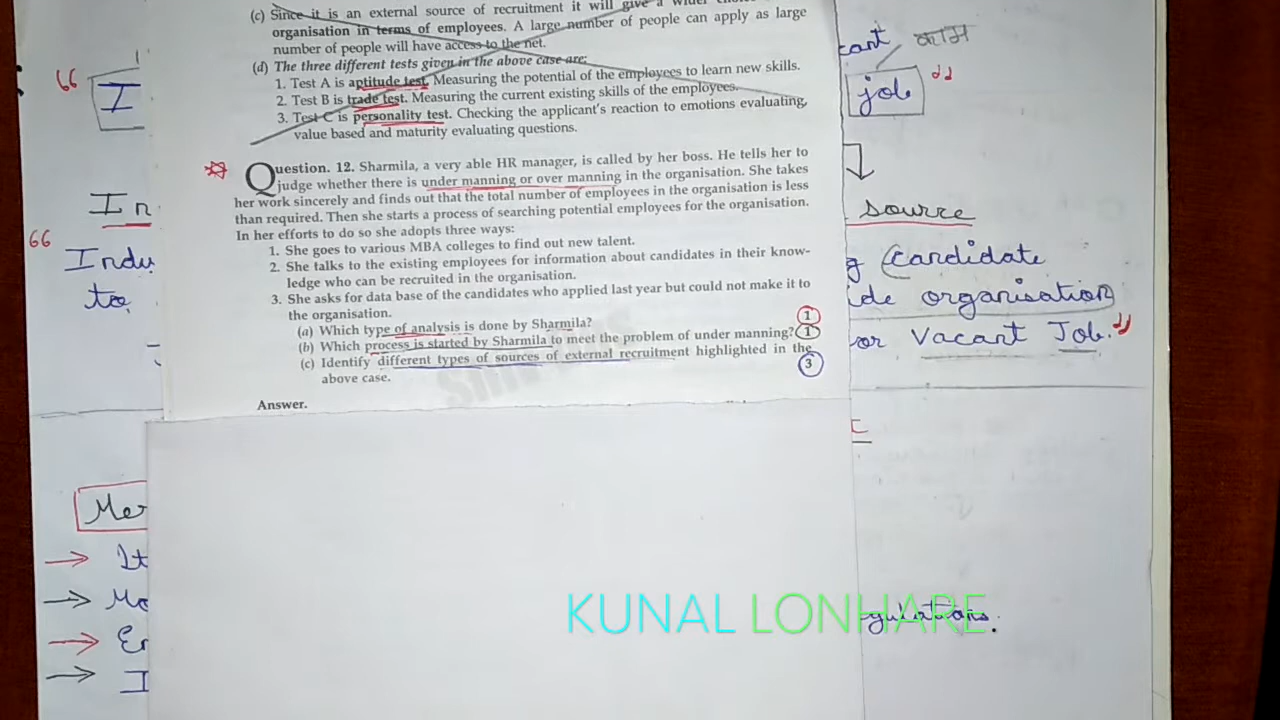 (c) Since it is an external source of recruitment it will give a wider
organisation in terms of employees. A large number of people can apply as large
number of people will have access to the net.
(d) The three different tests given in the above case are:
1. Test A is aptitude test. Measuring the potential of the employees to learn new skills.
2. Test B is trade test. Measuring the current existing skills of the employees.
3. Test C is personality test. Checking the applicant's reaction to emotions evaluating,
value based and maturity evaluating questions.
Question. 12. Sharmila, a very able HR manager, is called by her boss. He tells her to
judge whether there is under manning or over manning in the organisation. She takes
her work sincerely and finds out that the total number of employees in the organisation is less
than required. Then she starts a process of searching potential employees for the organisation.
In her efforts to do so she adopts three ways:
1. She goes to various MBA colleges to find out new talent.
2. She talks to the existing employees for information about candidates in their know-
ledge who can be recruited in the organisation.
3. She asks for data base of the candidates who applied last year but could not make it to
the organisation.
(a) Which type of analysis is done by Sharmila? 1
(b) Which process is started by Sharmila to meet the problem of under manning? 1
(c) Identify different types of sources of external recruitment highlighted in the
above case. 3
Answer.
66
I
In
66
Indu
to
Mer
It
Mo
En
I
cant काम
job
source
g candidate
ide organisation
or Vacant Job.
gulations.
KUNAL LONHARE